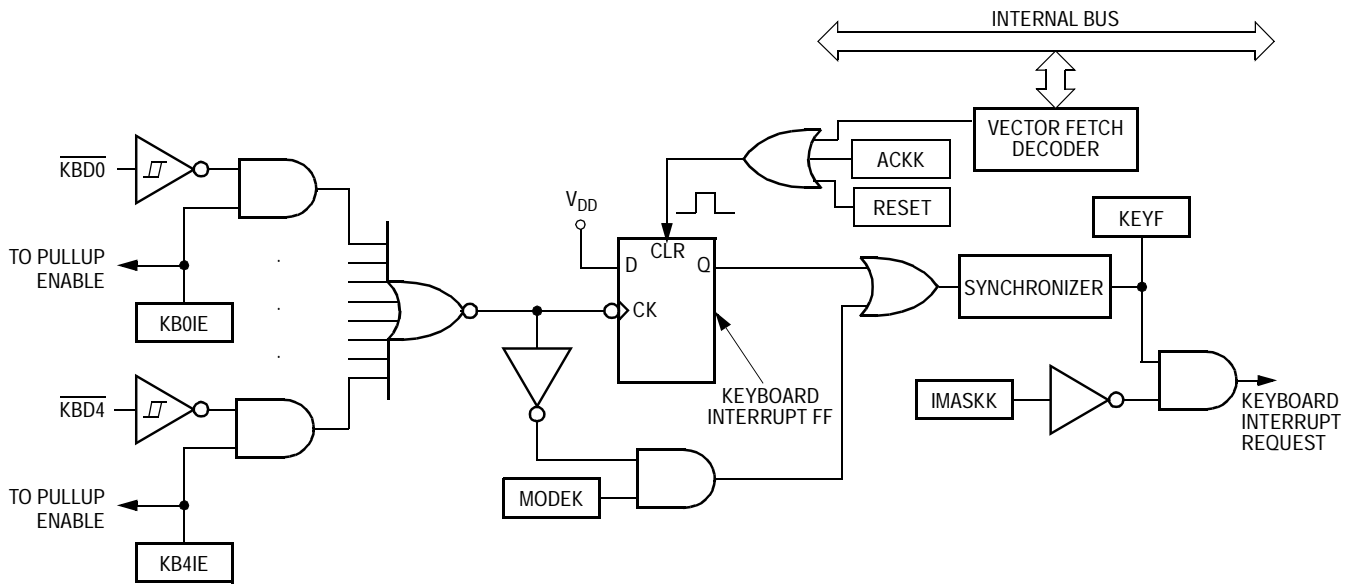 INTERNAL BUS
VECTOR FETCH
DECODER
ACKK
RESET
KBD0
VDD
KEYF
CLR
D
Q
TO PULLUP
ENABLE
SYNCHRONIZER
CK
KB0IE
KEYBOARD
INTERRUPT FF
IMASKK
KEYBOARD
INTERRUPT
REQUEST
KBD4
MODEK
TO PULLUP
ENABLE
KB4IE